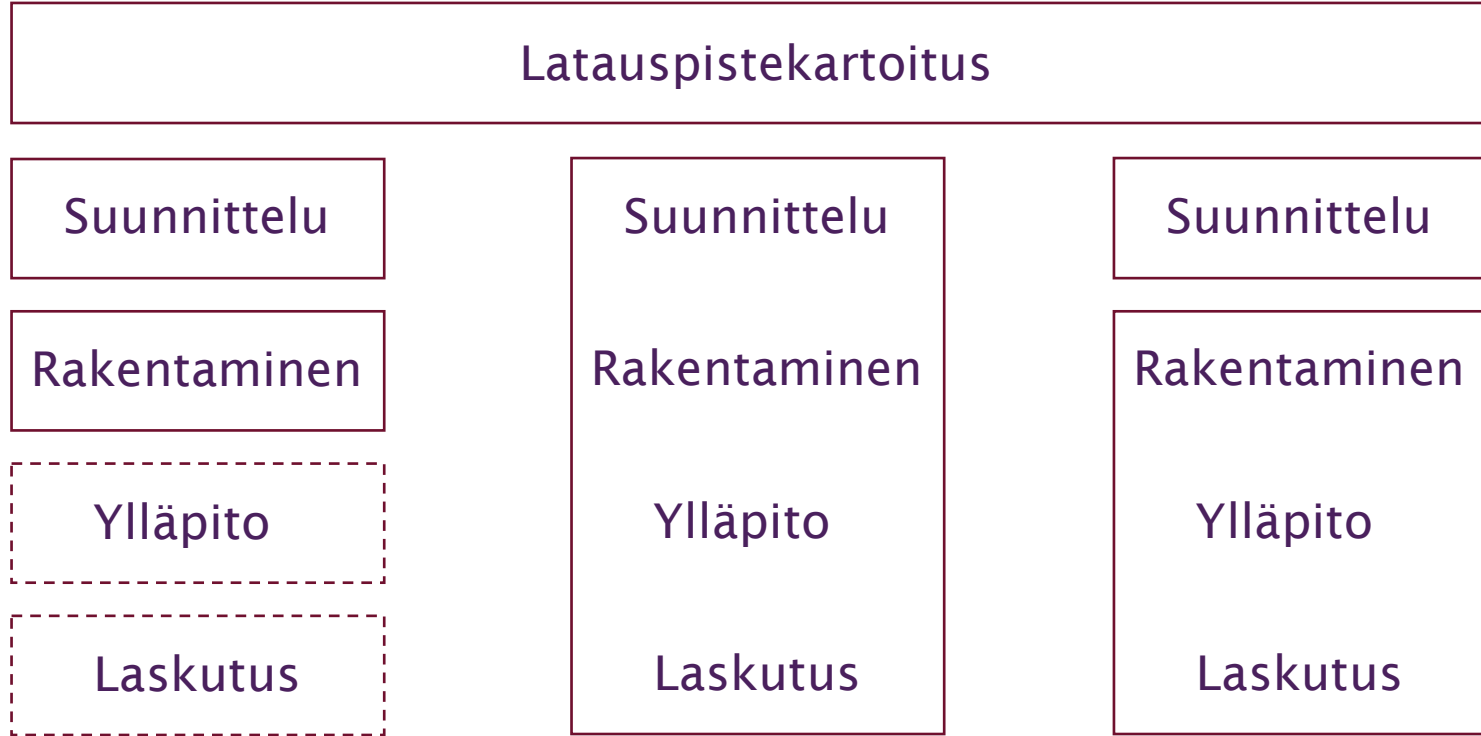 Latauspistekartoitus
Suunnittelu
Rakentaminen
Ylläpito
Laskutus
Suunnittelu
Rakentaminen
Ylläpito
Laskutus
Suunnittelu
Rakentaminen
Ylläpito
Laskutus